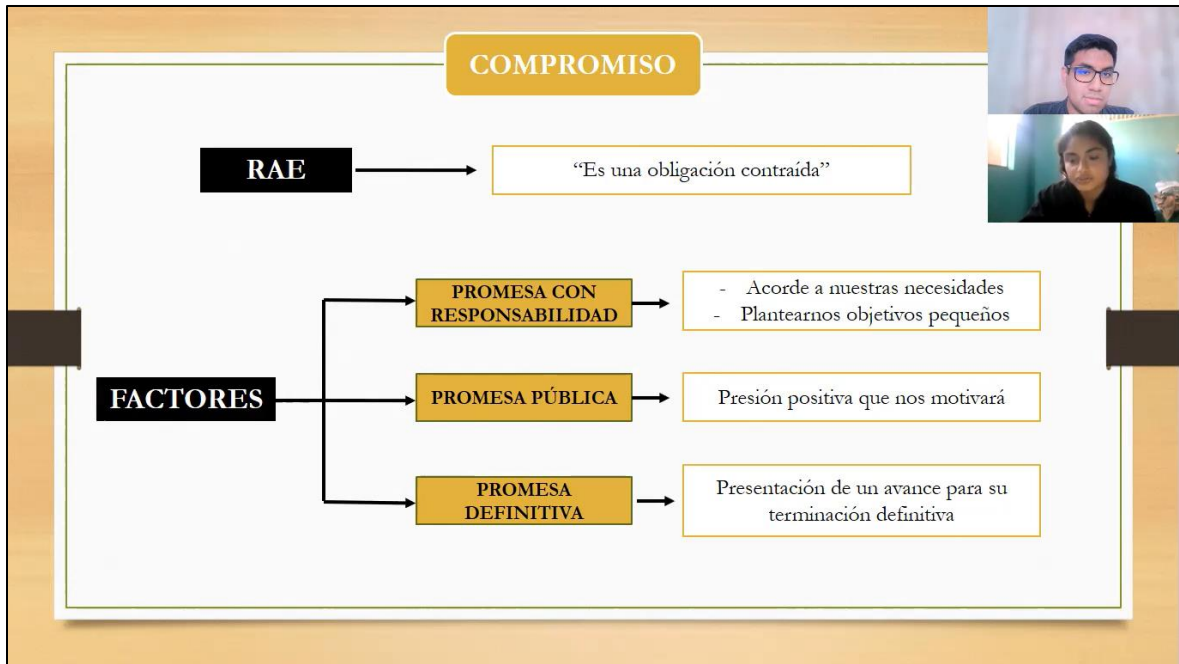 COMPROMISO
RAE
“Es una obligación contraída”
FACTORES
PROMESA CON
RESPONSABILIDAD
- Acorde a nuestras necesidades
- Plantearnos objetivos pequeños
PROMESA PÚBLICA
Presión positiva que nos motivará
PROMESA
DEFINITIVA
Presentación de un avance para su
terminación definitiva